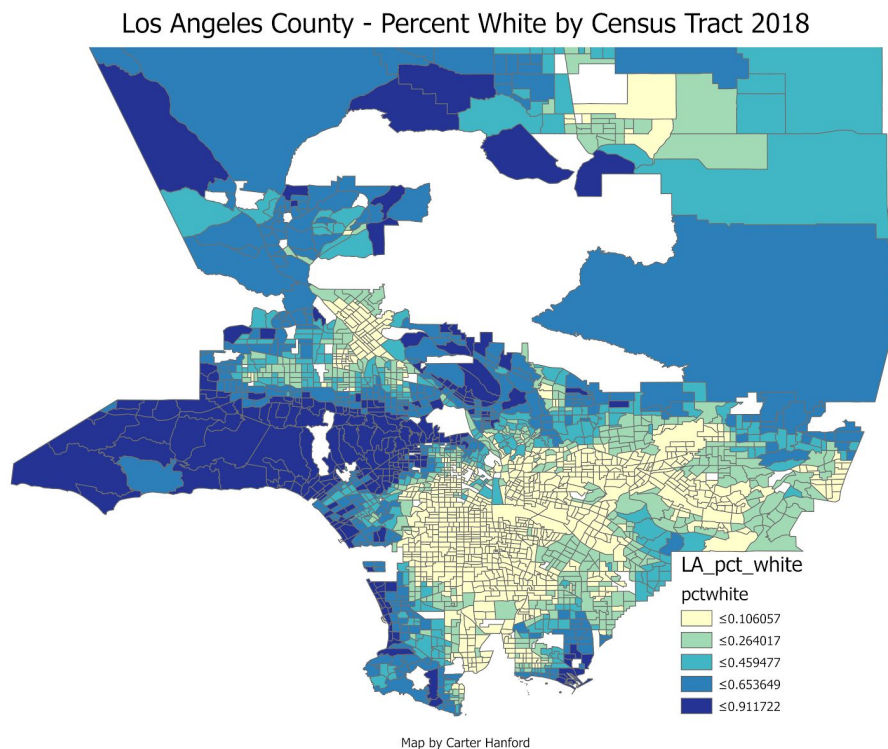 Los Angeles County - Percent White by Census Tract 2018
LA_pct_white
pctwhite
≤0.106057
≤0.264017
≤0.459477
≤0.653649
≤0.911722
Map by Carter Hanford